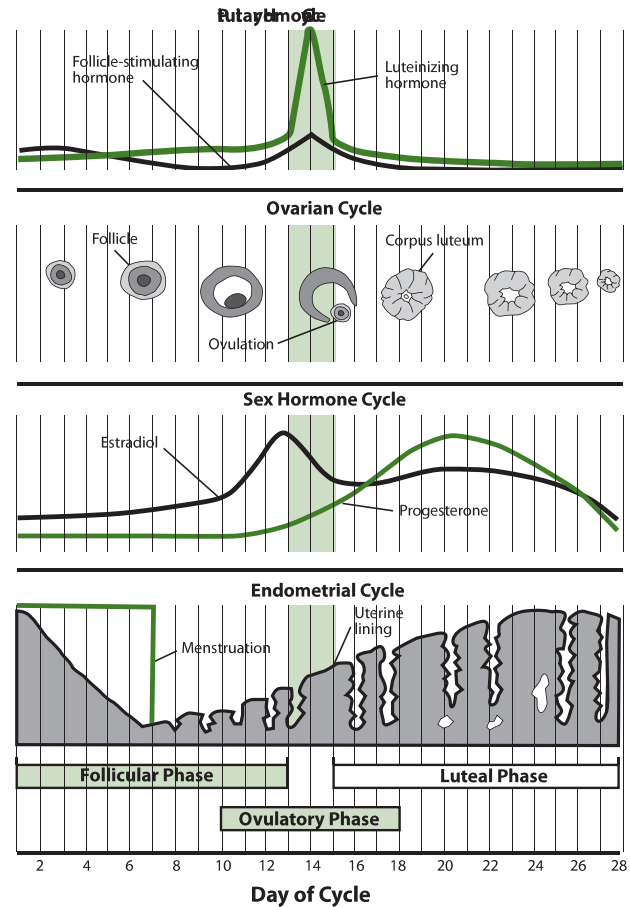 Follicle-stimulating
hormone
Luteinizing
hormone
Ovarian Cycle
Follicle
Corpus luteum
Ovulation
Sex Hormone Cycle
Estradiol
Progesterone
Endometrial Cycle
Uterine
lining
Menstruation
Follicular Phase
Luteal Phase
Ovulatory Phase
2 4 6 8 10 12 14 16 18 20 22 24 26 28
Day of Cycle